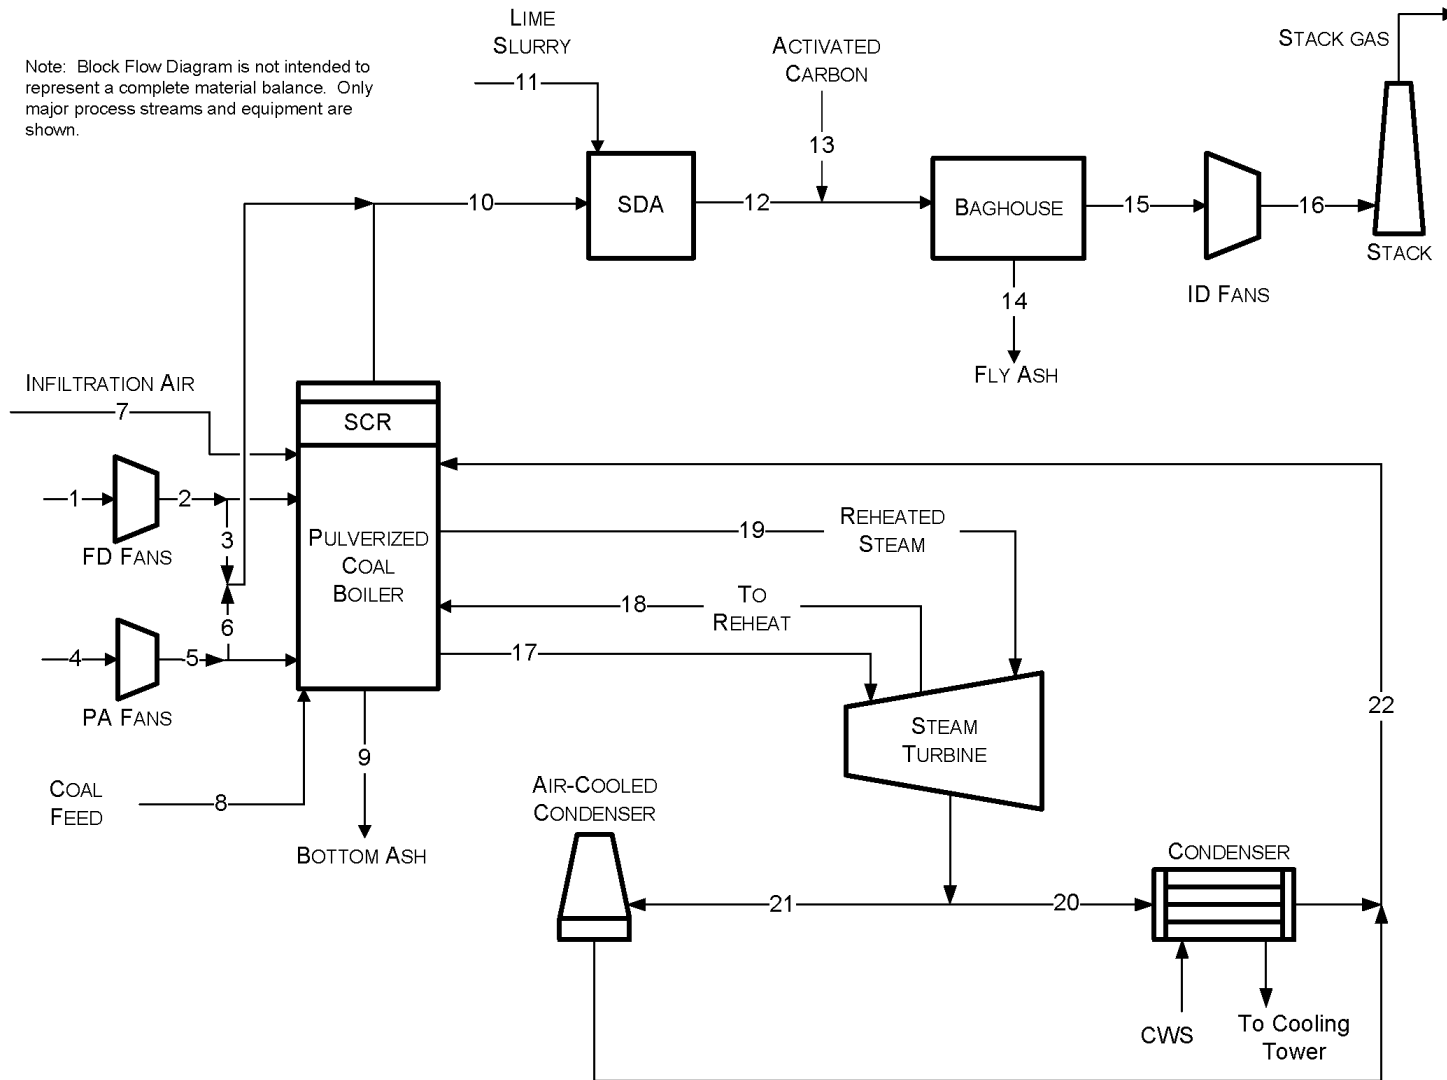 Note: Block Flow Diagram is not intended to
represent a complete material balance. Only
major process streams and equipment are
shown.
LIME
SLURRY
11
ACTIVATED
CARBON
13
STACK GAS
10
SDA
12
BAGHOUSE
15
16
STACK
ID FANS
14
FLY ASH
INFILTRATION AIR
7
SCR
1
2
FD FANS
3
PULVERIZED
COAL
BOILER
19
REHEATED
STEAM
18
TO
REHEAT
6
4
5
PA FANS
17
22
STEAM
TURBINE
9
COAL
FEED
8
BOTTOM ASH
AIR-COOLED
CONDENSER
CONDENSER
21
20
CWS
To Cooling
Tower